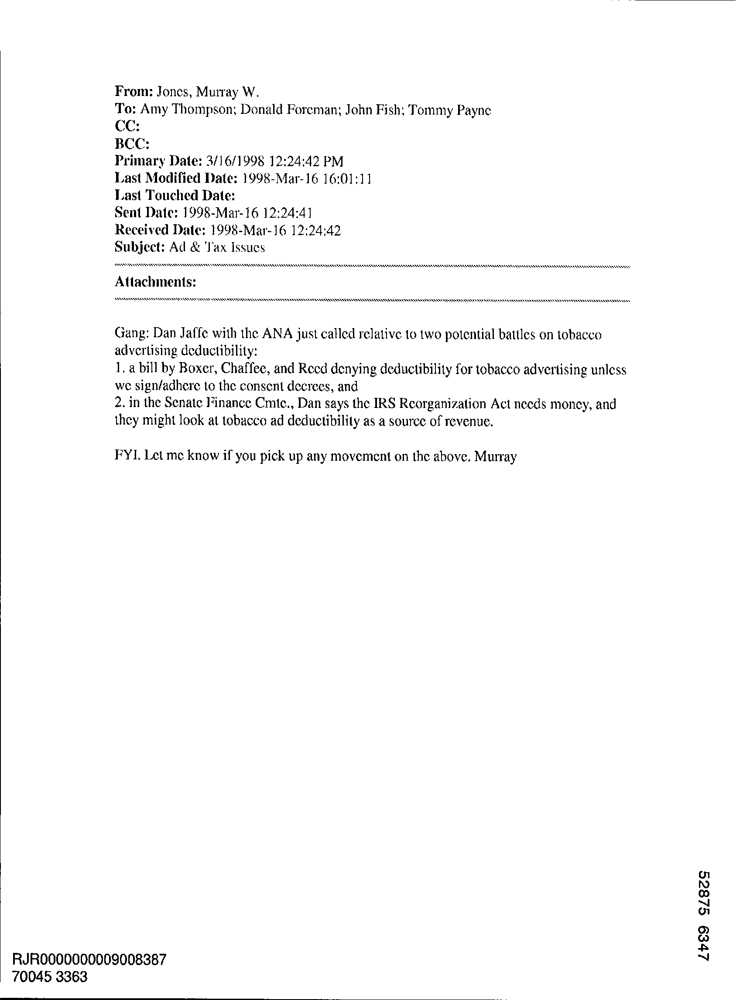 From: Jones, Murray W.
To: Amy Thompson; Donald Foreman; John Fish; Tommy Payne
CC:
BCC:
Primary Date: 3/16/1998 12:24:42 PM
Last Modified Date: 1998-Mar-16 16:01:11
Last Touched Date:
Sent Date: 1998-Mar-16 12:24:41
Received Date: 1998-Mar-16 12:24:42
Subject: Ad & Tax Issues
Attachments:
Gang: Dan Jaffe with the ANA just called relative to two potential battles on tobacco
advertising deductibility:
1. a bill by Boxer, Chaffee, and Reed denying deductibility for tobacco advertising unless
we sign/adhere to the consent decrees, and
2. in the Senate Finance Cmte., Dan says the IRS Reorganization Act needs money, and
they might look at tobacco ad deductibility as a source of revenue.
FYI. Let me know if you pick up any movement on the above. Murray
52875 6347
RJR0000000009008387
70045 3363